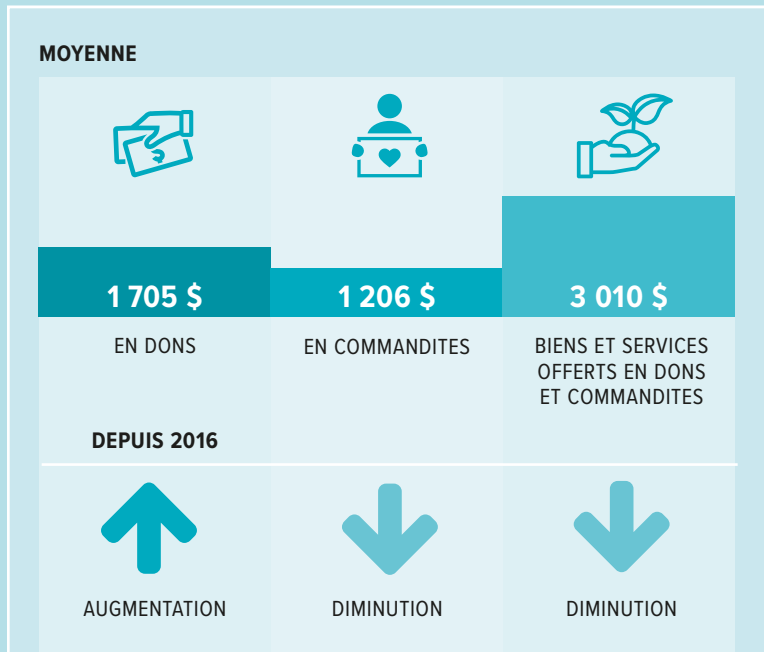 MOYENNE
1 705 $
1 206 $
3 010 $
EN DONS
EN COMMANDITES
BIENS ET SERVICES
OFFERTS EN DONS
ET COMMANDITES
DEPUIS 2016
AUGMENTATION
DIMINUTION
DIMINUTION